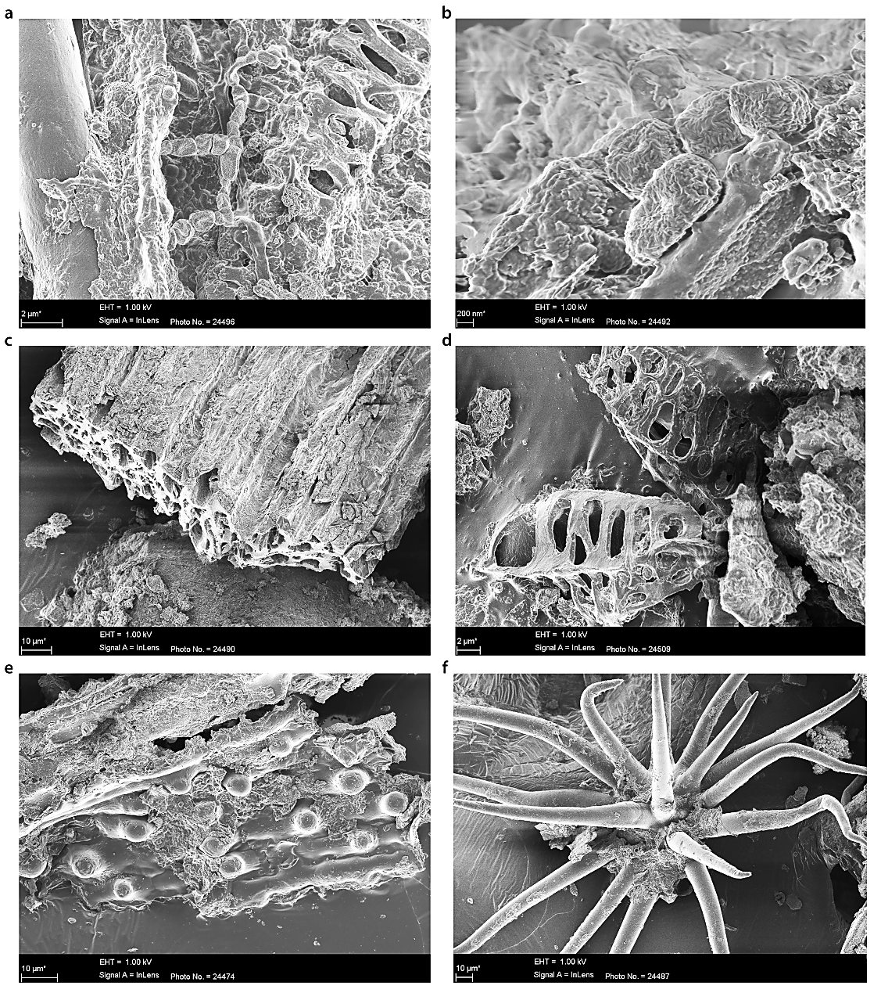 a
EHT = 1.00 kV
2 µm*
Signal A = InLens Photo No. = 24496
b
EHT = 1.00 kV
200 nm*
Signal A = InLens Photo No. = 24492
c
EHT = 1.00 kV
10 µm*
Signal A = InLens Photo No. = 24490
d
EHT = 1.00 kV
2 µm*
Signal A = InLens Photo No. = 24509
e
EHT = 1.00 kV
10 µm*
Signal A = InLens Photo No. = 24474
f
EHT = 1.00 kV
10 µm*
Signal A = InLens Photo No. = 24487